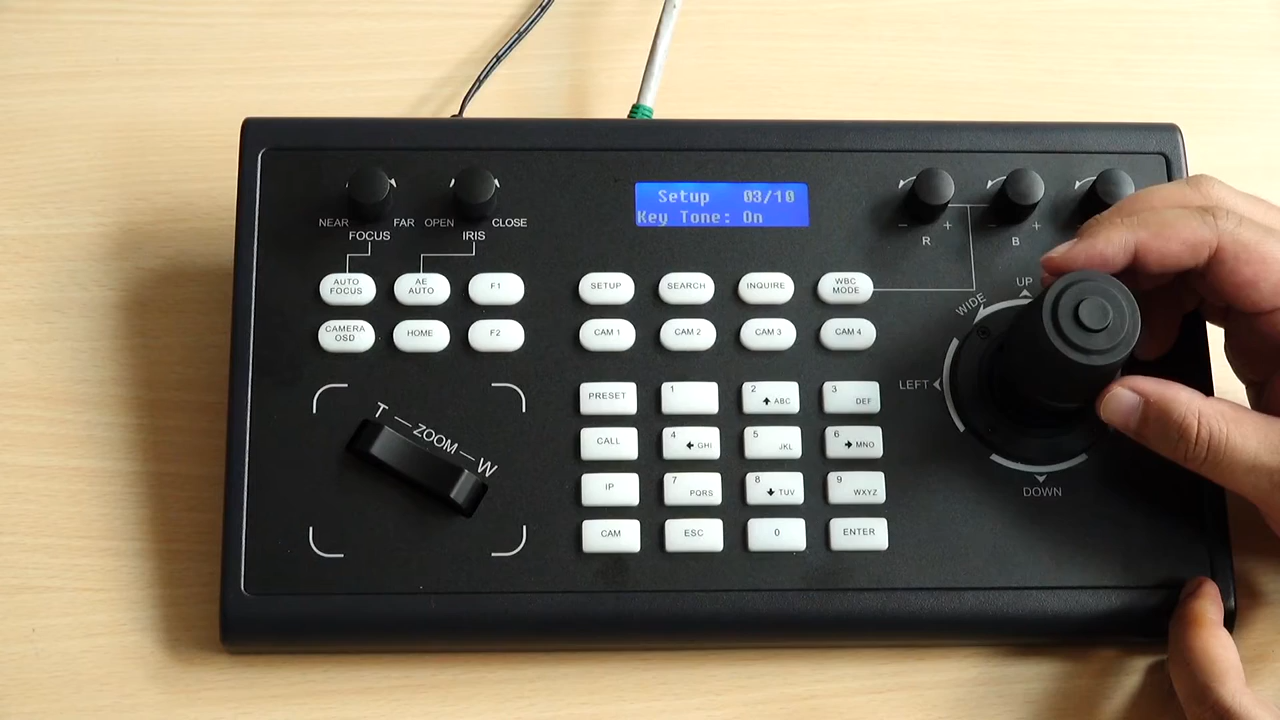 Setup 03/10
Key Tone: On
NEAR FAR
FOCUS
OPEN CLOSE
IRIS
- +
R
- +
B
AUTO FOCUS
AE AUTO
F1
SETUP
SEARCH
INQUIRE
WBC MODE
CAMERA OSD
HOME
F2
CAM 1
CAM 2
CAM 3
CAM 4
T — ZOOM — W
PRESET
1
2 ABC
3 DEF
CALL
4 GHI
5 JKL
6 MNO
IP
7 PQRS
8 TUV
9 WXYZ
CAM
ESC
0
ENTER
UP
WIDE
LEFT
DOWN